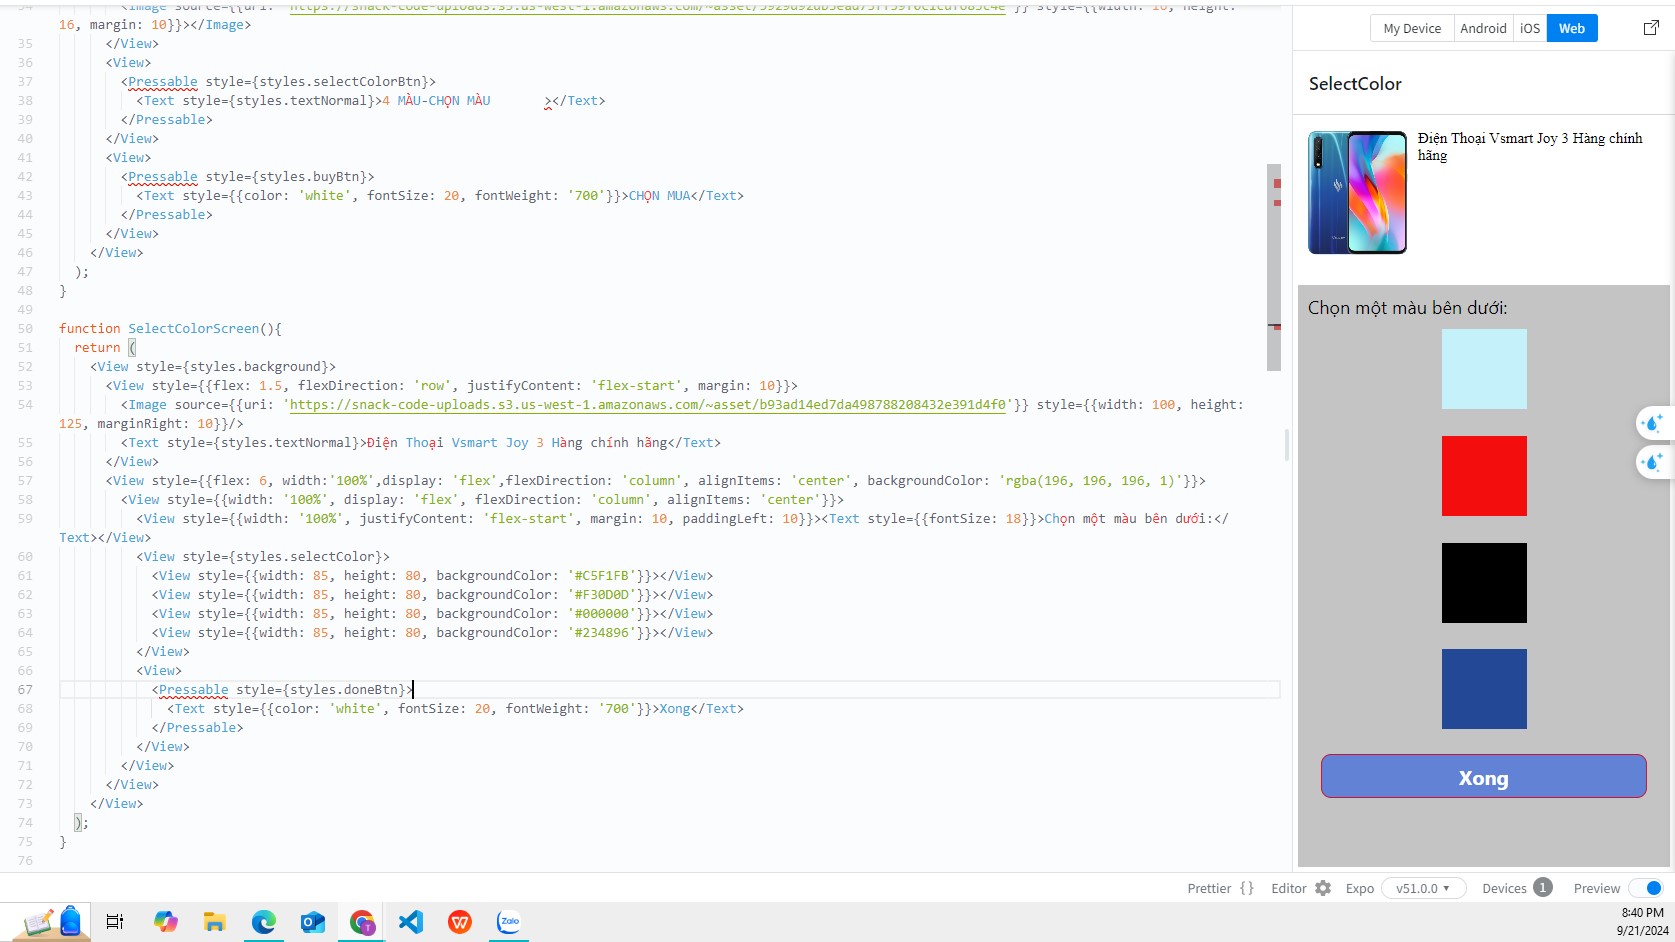 34 <Image source={{uri: 'https://snack-code-uploads.s3.us-west-1.amazonaws.com/~asset/ }} style={{width: 16, height:
16, margin: 10}}></Image>
35 </View>
36 <View>
37 <Pressable style={styles.selectColorBtn}>
38 <Text style={styles.textNormal}>4 MÀU-CHỌN MÀU ></Text>
39 </Pressable>
40 </View>
41 <View>
42 <Pressable style={styles.buyBtn}>
43 <Text style={{color: 'white', fontSize: 20, fontWeight: '700'}}>CHỌN MUA</Text>
44 </Pressable>
45 </View>
46 </View>
47 );
48 }
49
50 function SelectColorScreen(){
51 return (
52 <View style={styles.background}>
53 <View style={{flex: 1.5, flexDirection: 'row', justifyContent: 'flex-start', margin: 10}}>
54 <Image source={{uri: 'https://snack-code-uploads.s3.us-west-1.amazonaws.com/~asset/b93ad14ed7da498788208432e391d4f0'}} style={{width: 100, height:
125, marginRight: 10}}/>
55 <Text style={styles.textNormal}>Điện Thoại Vsmart Joy 3 Hàng chính hãng</Text>
56 </View>
57 <View style={{flex: 6, width:'100%',display: 'flex',flexDirection: 'column', alignItems: 'center', backgroundColor: 'rgba(196, 196, 196, 1)'}}>
58 <View style={{width: '100%', display: 'flex', flexDirection: 'column', alignItems: 'center'}}>
59 <View style={{width: '100%', justifyContent: 'flex-start', margin: 10, paddingLeft: 10}}><Text style={{fontSize: 18}}>Chọn một màu bên dưới:</
Text></View>
60 <View style={styles.selectColor}>
61 <View style={{width: 85, height: 80, backgroundColor: '#C5F1FB'}}></View>
62 <View style={{width: 85, height: 80, backgroundColor: '#F30D0D'}}></View>
63 <View style={{width: 85, height: 80, backgroundColor: '#000000'}}></View>
64 <View style={{width: 85, height: 80, backgroundColor: '#234896'}}></View>
65 </View>
66 <View>
67 <Pressable style={styles.doneBtn}>
68 <Text style={{color: 'white', fontSize: 20, fontWeight: '700'}}>Xong</Text>
69 </Pressable>
70 </View>
71 </View>
72 </View>
73 </View>
74 );
75 }
76
My Device Android iOS Web
SelectColor
Điện Thoại Vsmart Joy 3 Hàng chính
hãng
Chọn một màu bên dưới:
Xong
Prettier {} Editor Expo v51.0.0 Devices 1 Preview
Zalo
8:40 PM
9/21/2024